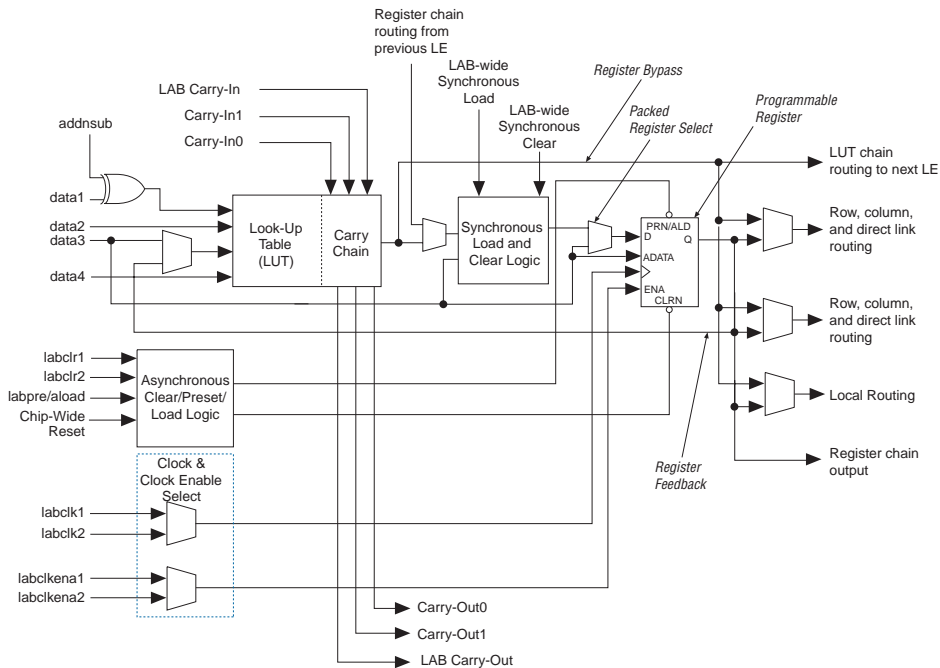 Register chain
routing from
previous LE
LAB-wide
Synchronous
Load
LAB-wide
Synchronous
Clear
Register Bypass
Packed
Register Select
Programmable
Register
LAB Carry-In
Carry-In1
Carry-In0
addnsub
data1
data2
data3
data4
Look-Up
Table
(LUT)
Carry
Chain
Synchronous
Load and
Clear Logic
PRN/ALD
D
Q
ADATA
ENA
CLRN
LUT chain
routing to next LE
Row, column,
and direct link
routing
Row, column,
and direct link
routing
Local Routing
Register chain
output
Register
Feedback
labclr1
labclr2
labpre/aload
Chip-Wide
Reset
Asynchronous
Clear/Preset/
Load Logic
Clock &
Clock Enable
Select
labclk1
labclk2
labclkena1
labclkena2
Carry-Out0
Carry-Out1
LAB Carry-Out